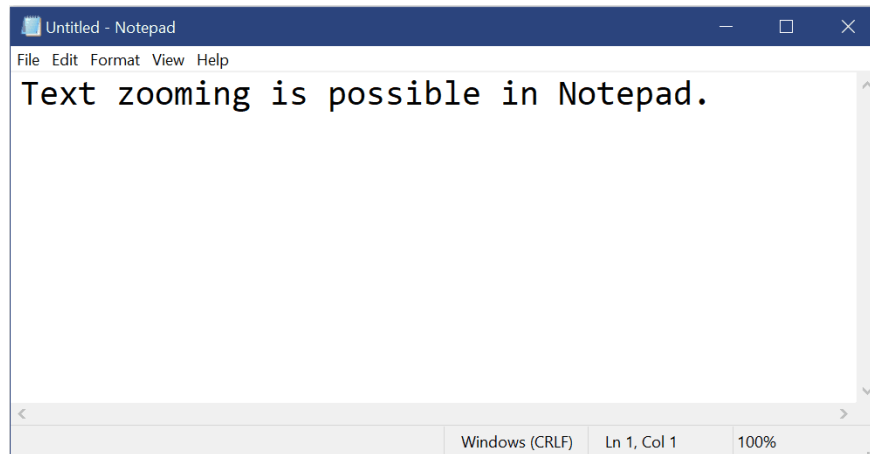 Untitled - Notepad
File Edit Format View Help
Text zooming is possible in Notepad.
Windows (CRLF) Ln 1, Col 1 100%